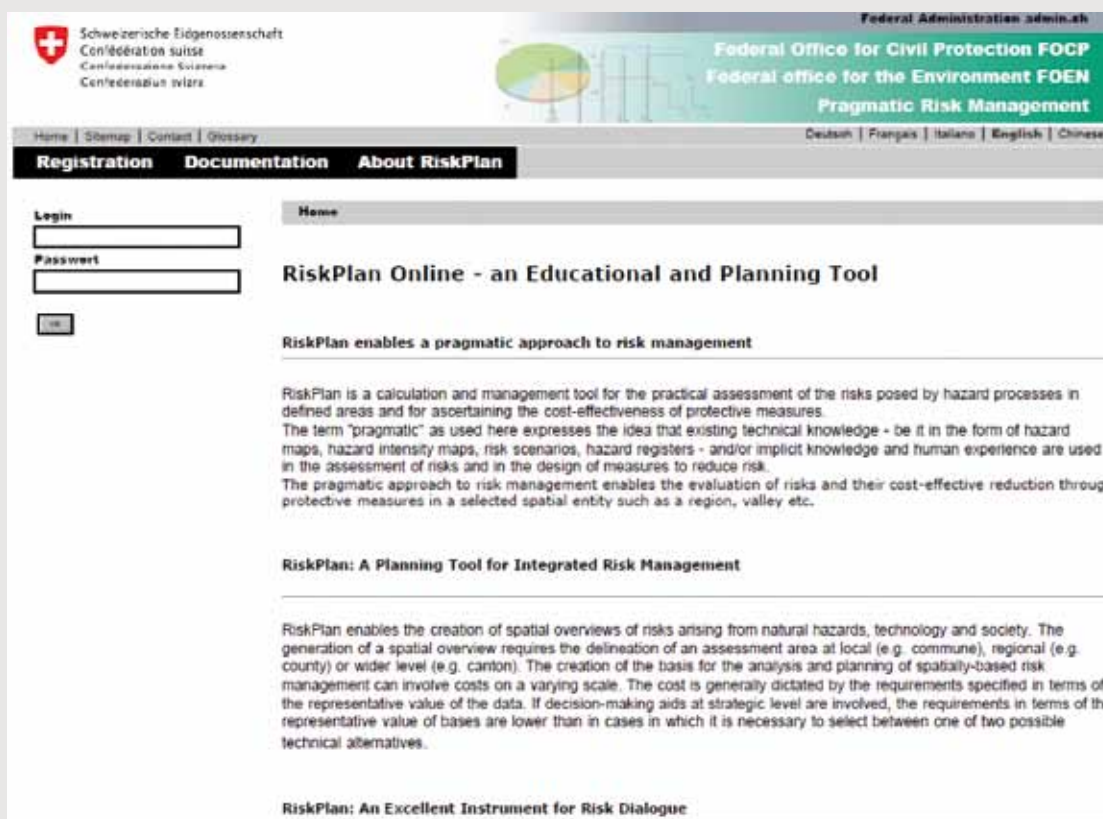 Schweizerische Eidgenossenschaft
Confédération suisse
Confederazione Svizzera
Confederaziun svizra
Federal Administration admin.ch
Federal Office for Civil Protection FOCP
Federal office for the Environment FOEN
Pragmatic Risk Management
Home | Sitemap | Contact | Glossary
Deutsch | Français | Italiano | English | Chinese
Registration Documentation About RiskPlan
Login
Passwort
Home
RiskPlan Online - an Educational and Planning Tool
RiskPlan enables a pragmatic approach to risk management
RiskPlan is a calculation and management tool for the practical assessment of the risks posed by hazard processes in
defined areas and for ascertaining the cost-effectiveness of protective measures.
The term "pragmatic" as used here expresses the idea that existing technical knowledge - be it in the form of hazard
maps, hazard intensity maps, risk scenarios, hazard registers - and/or implicit knowledge and human experience are used
in the assessment of risks and in the design of measures to reduce risk.
The pragmatic approach to risk management enables the evaluation of risks and their cost-effective reduction throug
protective measures in a selected spatial entity such as a region, valley etc.
RiskPlan: A Planning Tool for Integrated Risk Management
RiskPlan enables the creation of spatial overviews of risks arising from natural hazards, technology and society. The
generation of a spatial overview requires the delineation of an assessment area at local (e.g. commune), regional (e.g.
county) or wider level (e.g. canton). The creation of the basis for the analysis and planning of spatially-based risk
management can involve costs on a varying scale. The cost is generally dictated by the requirements specified in terms of
the representative value of the data. If decision-making aids at strategic level are involved, the requirements in terms of th
representative value of bases are lower than in cases in which it is necessary to select between one of two possible
technical alternatives.
RiskPlan: An Excellent Instrument for Risk Dialogue